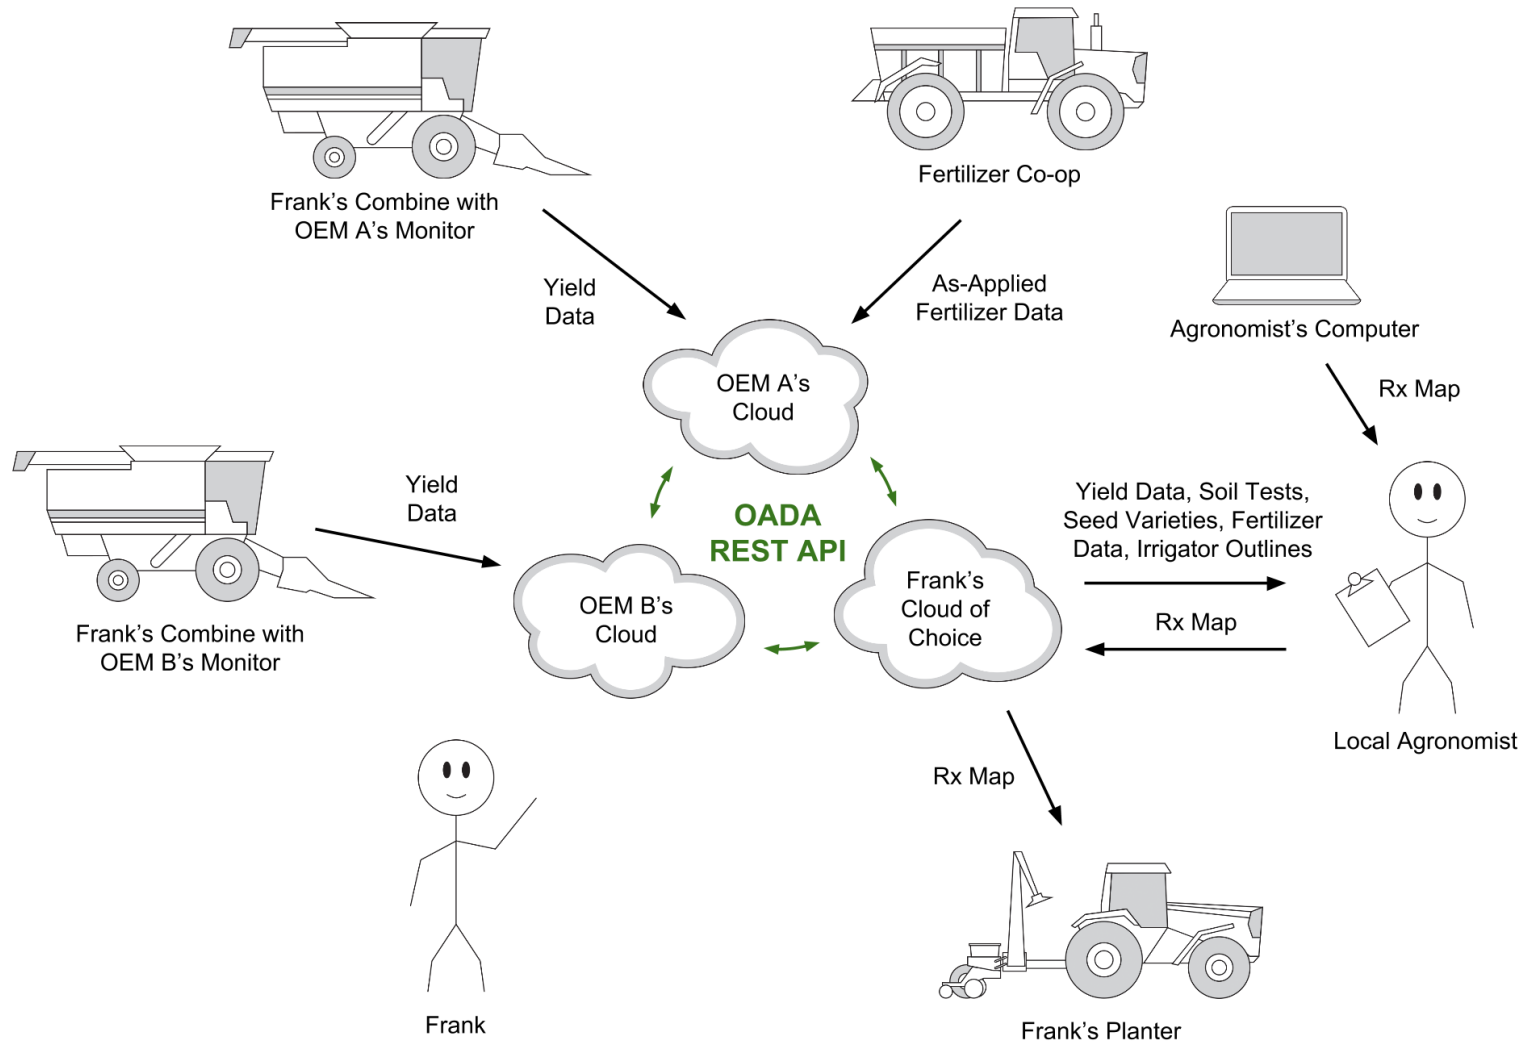 Frank's Combine with
OEM A's Monitor
Fertilizer Co-op
Yield
Data
As-Applied
Fertilizer Data
Agronomist's Computer
Rx Map
OEM A's
Cloud
Yield
Data
OADA
REST API
Yield Data, Soil Tests,
Seed Varieties, Fertilizer
Data, Irrigator Outlines
Frank's Combine with
OEM B's Monitor
OEM B's
Cloud
Frank's
Cloud of
Choice
Rx Map
Local Agronomist
Rx Map
Frank
Frank's Planter